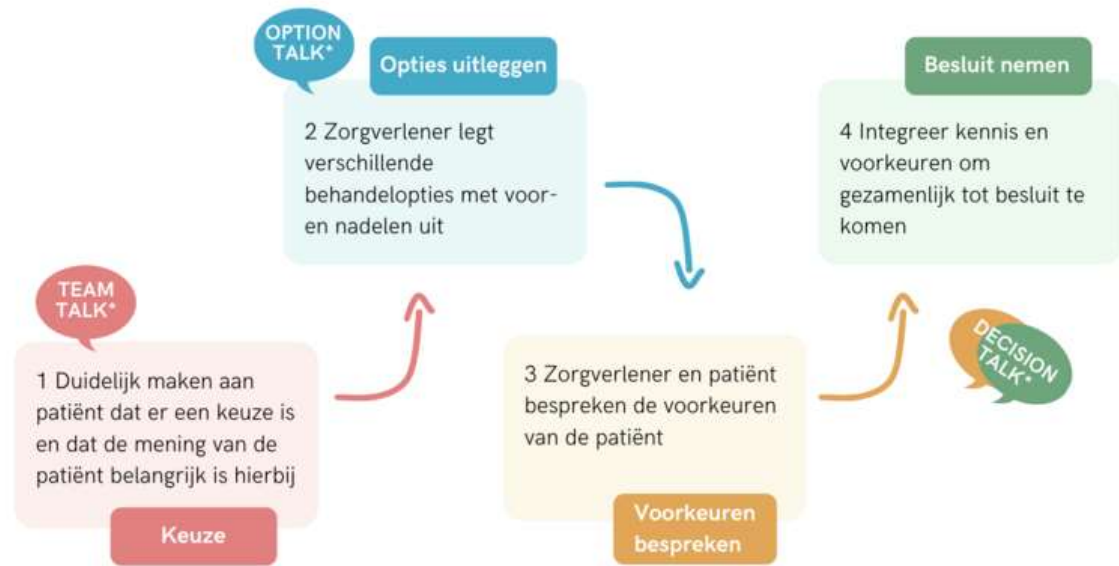 TEAM
TALK*
1 Duidelijk maken aan
patiënt dat er een keuze is
en dat de mening van de
patiënt belangrijk is hierbij
Keuze
OPTION
TALK*
Opties uitleggen
2 Zorgverlener legt
verschillende
behandelopties met voor-
en nadelen uit
3 Zorgverlener en patiënt
bespreken de voorkeuren
van de patiënt
Voorkeuren
bespreken
Besluit nemen
4 Integreer kennis en
voorkeuren om
gezamenlijk tot besluit te
komen
DECISION
TALK*